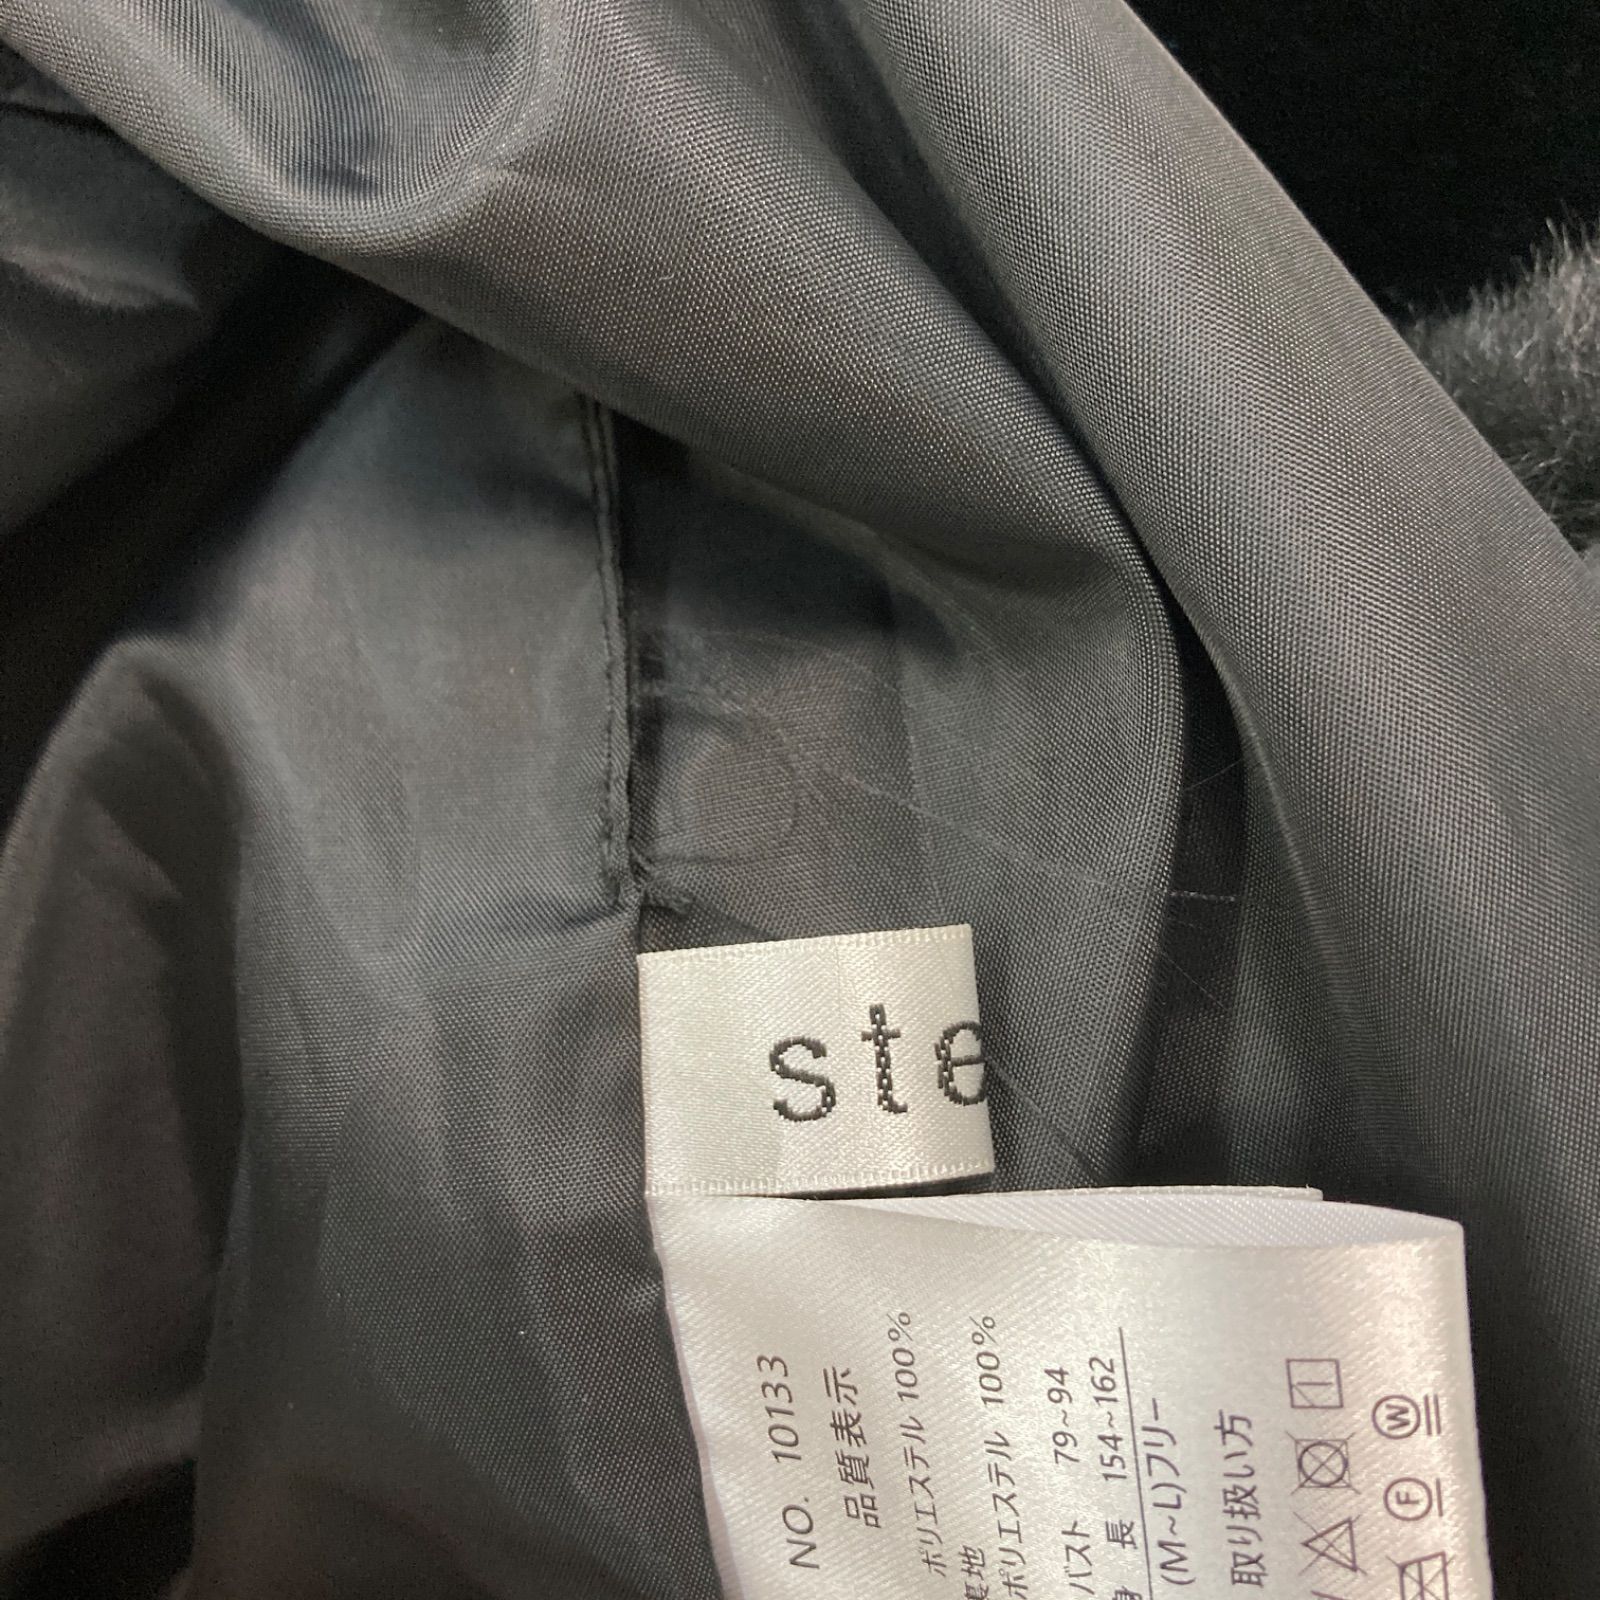 ste
NO. 10133
品質表示
ポリエステル 100%
裏地
ポリエステル 100%
バスト 79~94
身 長 154~162
(M~L)フリー
取り扱い方
W
F